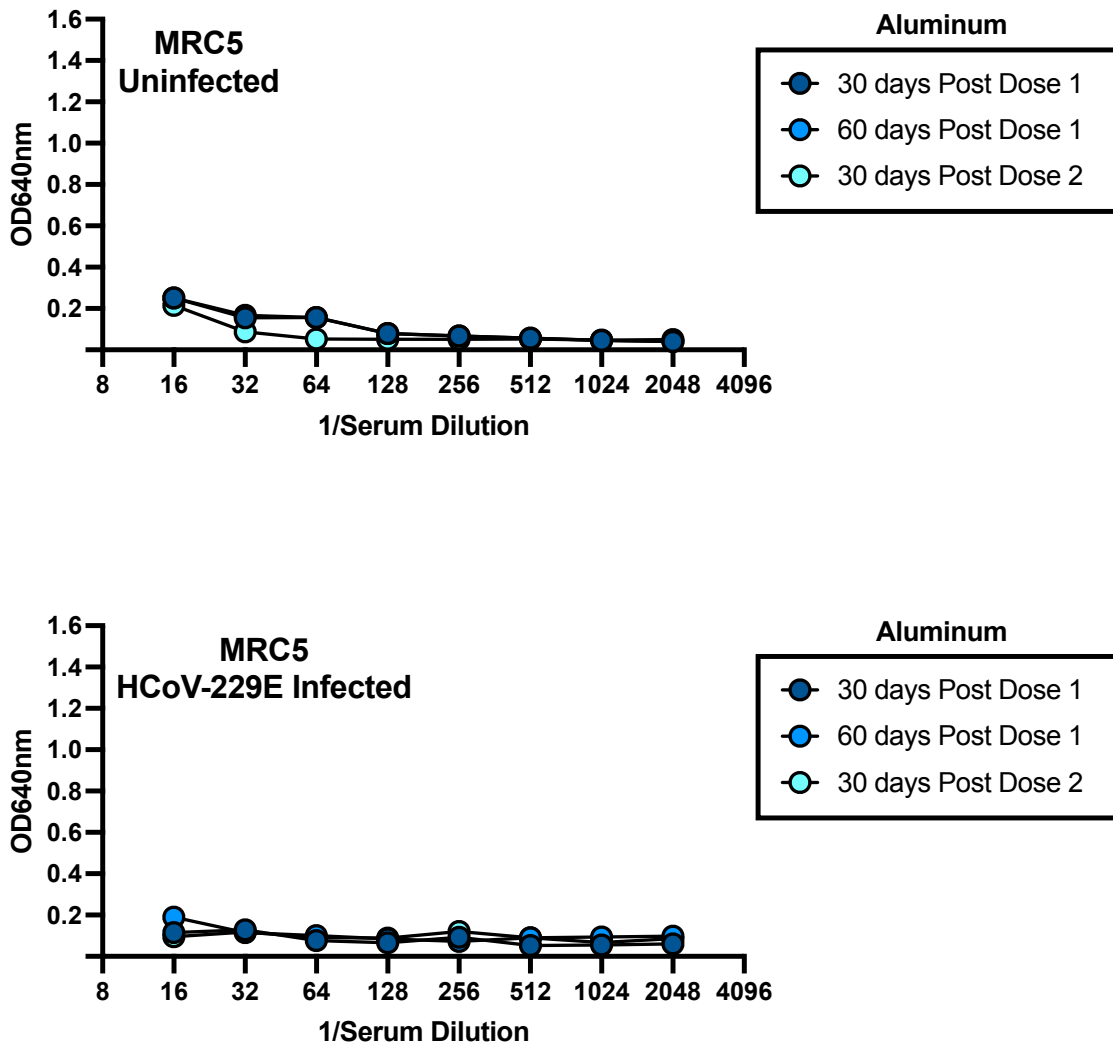 MRC5
Uninfected
OD640nm
1.6
1.4
1.2
1.0
0.8
0.6
0.4
0.2
8 16 32 64 128 256 512 1024 2048 4096
1/Serum Dilution
Aluminum
30 days Post Dose 1
60 days Post Dose 1
30 days Post Dose 2
MRC5
HCoV-229E Infected
OD640nm
1.6
1.4
1.2
1.0
0.8
0.6
0.4
0.2
8 16 32 64 128 256 512 1024 2048 4096
1/Serum Dilution
Aluminum
30 days Post Dose 1
60 days Post Dose 1
30 days Post Dose 2